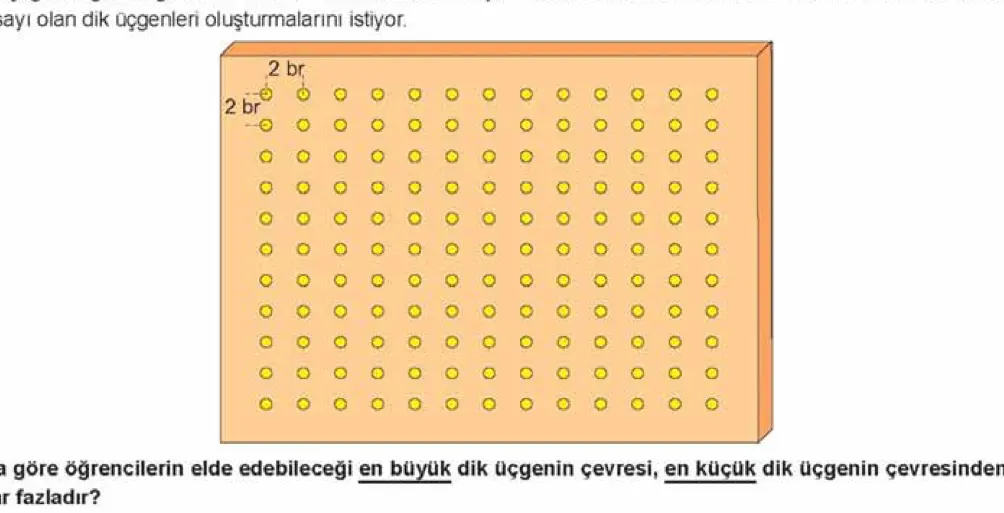 sayı olan dik üçgenleri oluşturmalarını istiyor.
2 br
2 br
a göre öğrencilerin elde edebileceği en büyük dik üçgenin çevresi, en küçük dik üçgenin çevresinden
ar fazladır?